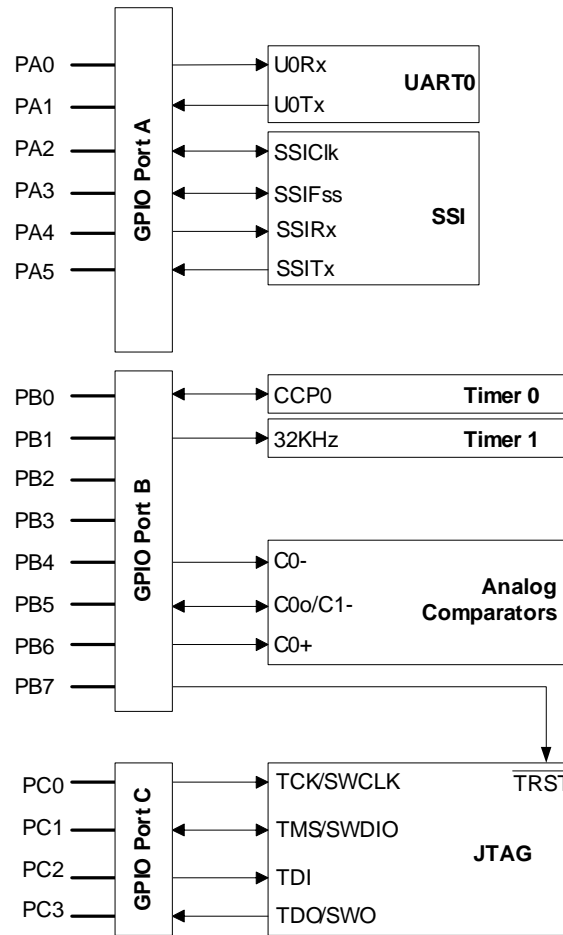 PA0
U0Rx
UART0
PA1
U0Tx
PA2
SSIClk
PA3
SSIFss
SSI
PA4
SSIRx
PA5
SSITx
GPIO Port A
PB0
CCP0
Timer 0
PB1
32KHz
Timer 1
PB2
PB3
GPIO Port B
PB4
C0-
Analog
Comparators
PB5
C0o/C1-
PB6
C0+
PB7
TRST
PC0
TCK/SWCLK
PC1
TMS/SWDIO
JTAG
PC2
TDI
PC3
TDO/SWO
GPIO Port C